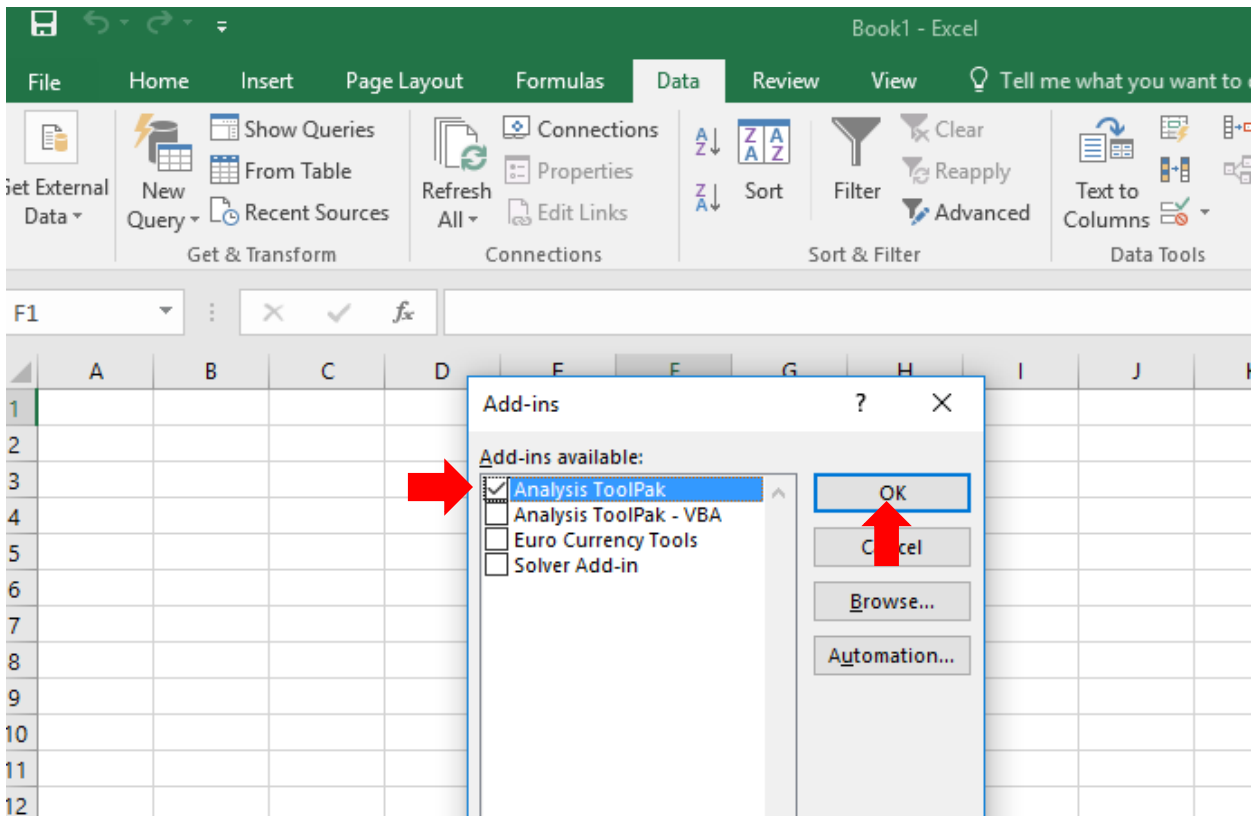 Book1 - Excel
File Home Insert Page Layout Formulas Data Review View Tell me what you want to
Show Queries
From Table
Recent Sources
Get External
Data
New
Query
Get & Transform
Refresh
All
Connections
Properties
Edit Links
Connections
A
Z
Z
A
Z A
A Z
Sort
Filter
Clear
Reapply
Advanced
Sort & Filter
Text to
Columns
Data Tools
F1
fx
A B C D E F G H I J
1
2
3
4
5
6
7
8
9
10
11
12
Add-ins ?
Add-ins available:
Analysis ToolPak
Analysis ToolPak - VBA
Euro Currency Tools
Solver Add-in
OK
Cancel
Browse...
Automation...